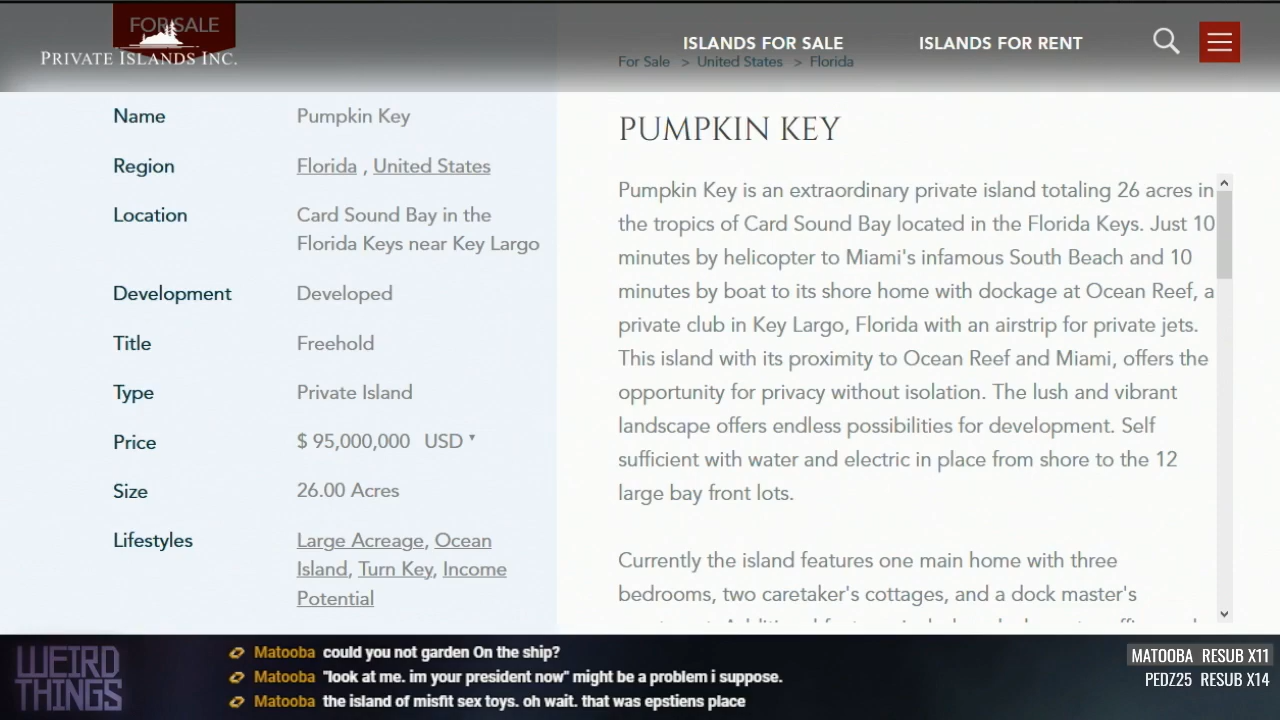 FOR SALE
PRIVATE ISLANDS INC.
ISLANDS FOR SALE
ISLANDS FOR RENT
For Sale > United States > Florida
Name Pumpkin Key
Region Florida , United States
Location Card Sound Bay in the
Florida Keys near Key Largo
Development Developed
Title Freehold
Type Private Island
Price $ 95,000,000 USD
Size 26.00 Acres
Lifestyles Large Acreage, Ocean
Island, Turn Key, Income
Potential
PUMPKIN KEY
Pumpkin Key is an extraordinary private island totaling 26 acres in
the tropics of Card Sound Bay located in the Florida Keys. Just 10
minutes by helicopter to Miami's infamous South Beach and 10
minutes by boat to its shore home with dockage at Ocean Reef, a
private club in Key Largo, Florida with an airstrip for private jets.
This island with its proximity to Ocean Reef and Miami, offers the
opportunity for privacy without isolation. The lush and vibrant
landscape offers endless possibilities for development. Self
sufficient with water and electric in place from shore to the 12
large bay front lots.
Currently the island features one main home with three
bedrooms, two caretaker's cottages, and a dock master's
WEIRD
THINGS
Matooba could you not garden On the ship?
Matooba "look at me. im your president now" might be a problem i suppose.
Matooba the island of misfit sex toys. oh wait. that was epstiens place
MATOOBA RESUB X11
PEDZ25 RESUB X14